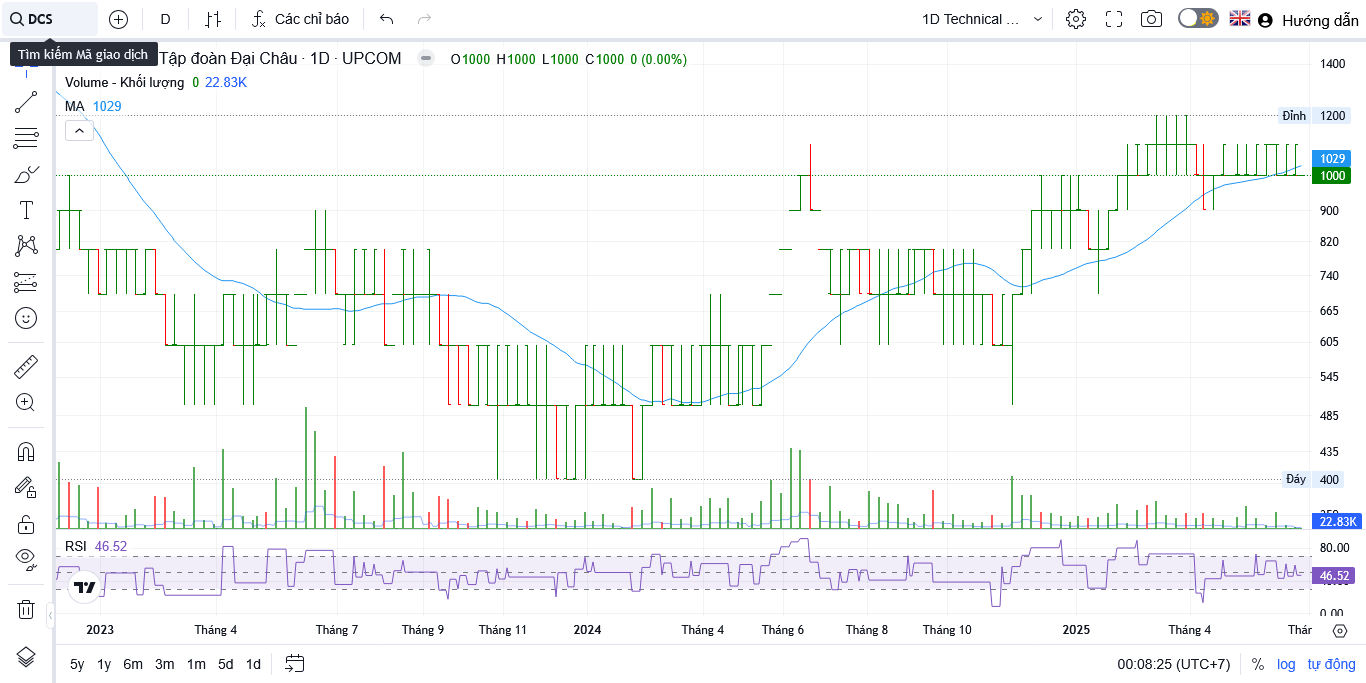 DCS
D
Các chỉ báo
1D Technical ...
Hướng dẫn
Tìm kiếm Mã giao dịch
Tập đoàn Đại Châu · 1D · UPCOM
O1000 H1000 L1000 C1000 0 (0.00%)
Volume - Khối lượng 0 22.83K
MA 1029
1400
Đỉnh 1200
1029
1000
900
820
740
665
605
545
485
435
Đáy 400
22.83K
RSI 46.52
80.00
46.52
0.00
2023 Tháng 4 Tháng 7 Tháng 9 Tháng 11 2024 Tháng 4 Tháng 6 Tháng 8 Tháng 10 2025 Tháng 4 Thár
5y 1y 6m 3m 1m 5d 1d
00:08:25 (UTC+7) % log tự động